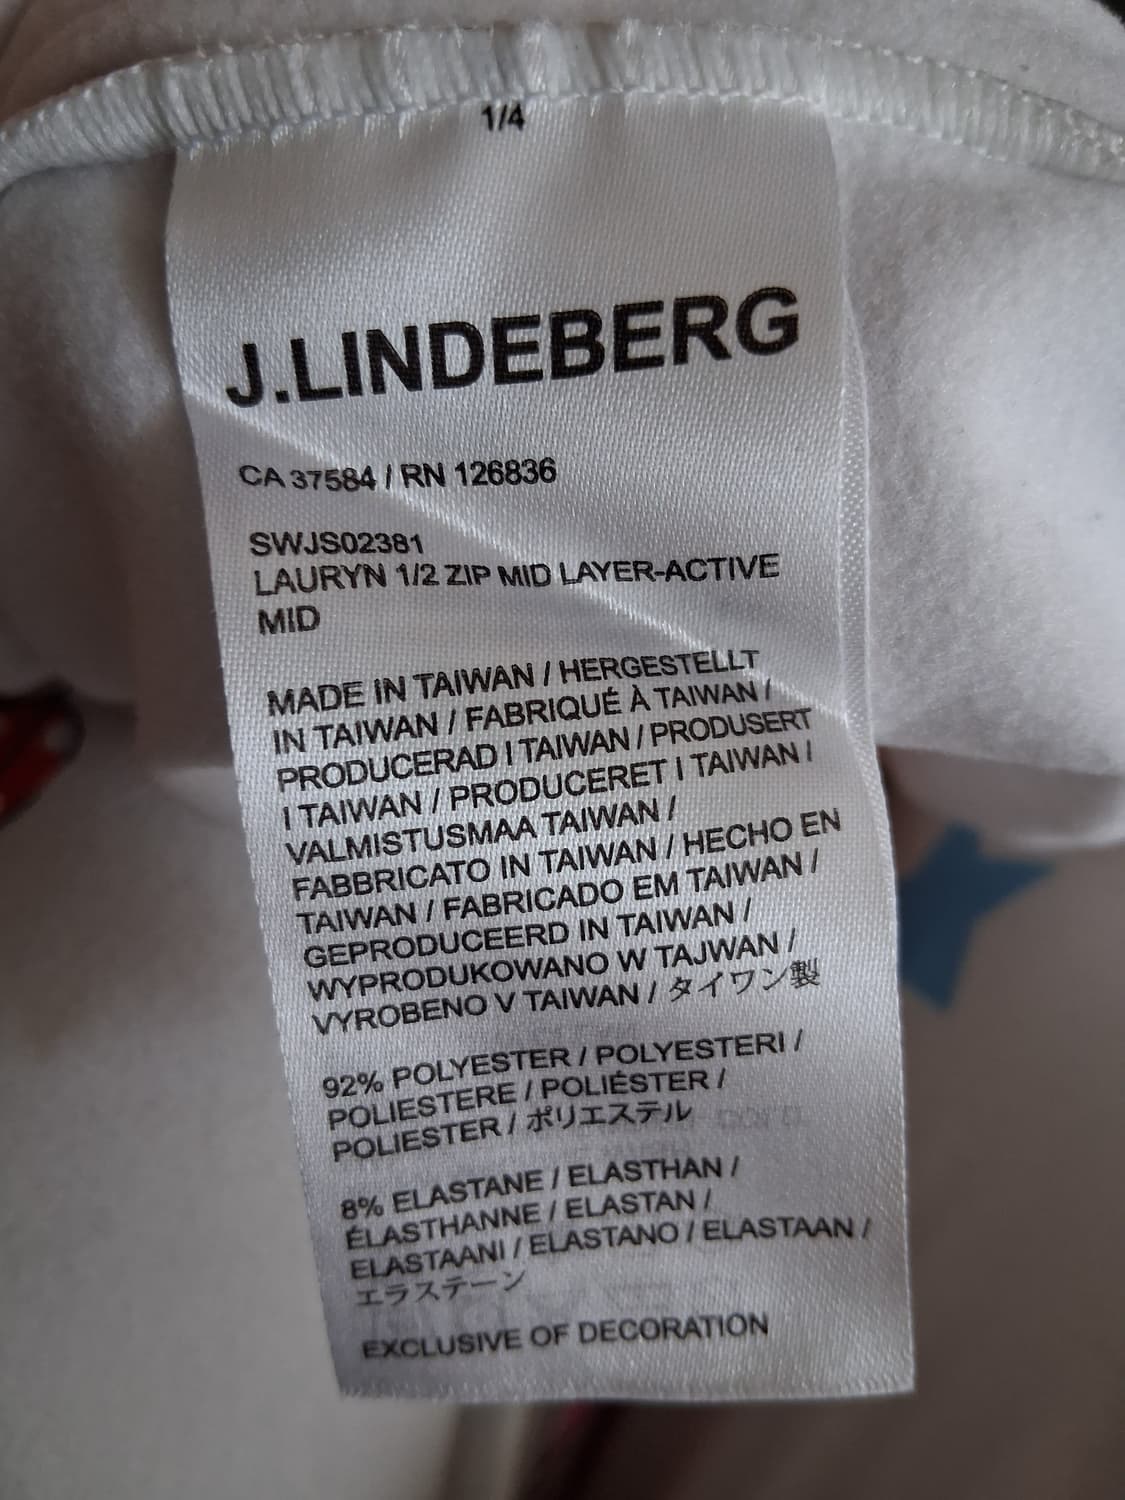 1/4
J.LINDEBERG
CA 37584 / RN 126836
SWJS02381
LAURYN 1/2 ZIP MID LAYER-ACTIVE
MID
MADE IN TAIWAN / HERGESTELLT
IN TAIWAN / FABRIQUÉ À TAIWAN /
PRODUCERAD I TAIWAN / PRODUSERT
I TAIWAN / PRODUCERET I TAIWAN /
VALMISTUSMAA TAIWAN /
FABBRICATO IN TAIWAN / HECHO EN
TAIWAN / FABRICADO EM TAIWAN /
GEPRODUCEERD IN TAIWAN /
WYPRODUKOWANO W TAJWAN /
VYROBENO V TAIWAN / タイワン製
92% POLYESTER / POLYESTERI /
POLIESTERE / POLIÉSTER /
POLIESTER / ポリエステル
8% ELASTANE / ELASTHAN /
ÉLASTHANNE / ELASTAN /
ELASTAANI / ELASTANO / ELASTAAN /
エラステーン
EXCLUSIVE OF DECORATION